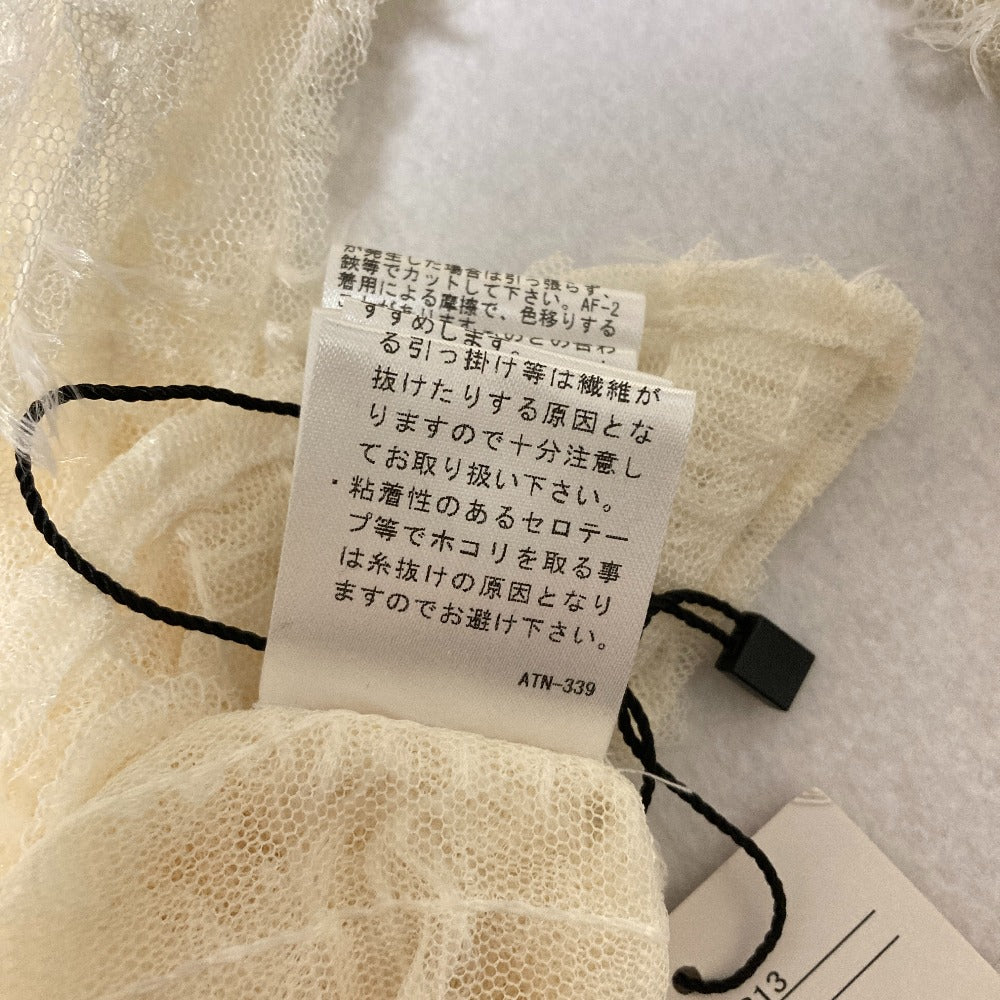 が発生した場合は引っ張らず、
鋏等でカットして下さい。AF-2
着用による摩擦で、色移りする
すすめします。
る引っ掛け等は繊維が
抜けたりする原因とな
りますので十分注意し
てお取り扱い下さい。
・粘着性のあるセロテー
プ等でホコリを取る事
は糸抜けの原因となり
ますのでお避け下さい。
ATN-339